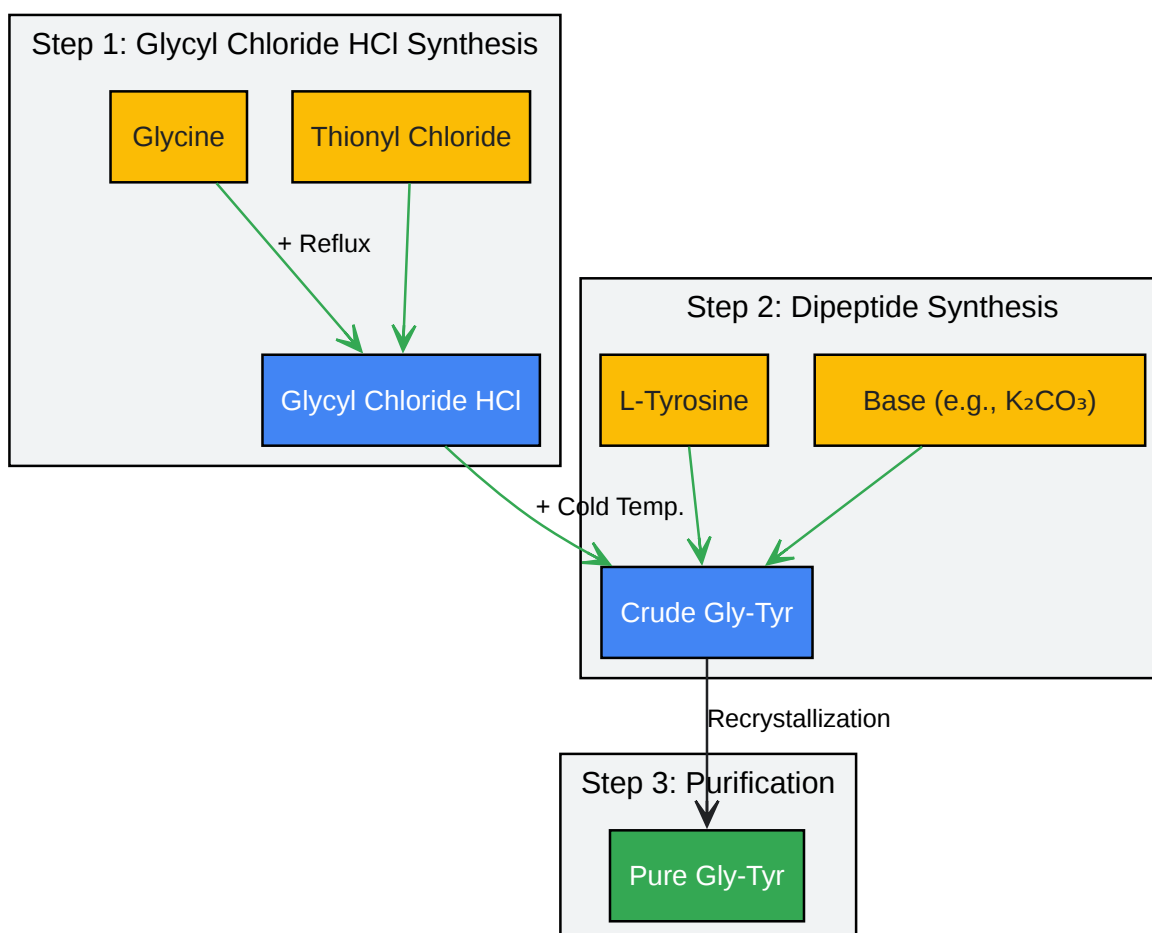 Step 1: Glycyl Chloride HCl Synthesis
Glycine
Thionyl Chloride
+ Reflux
Glycyl Chloride HCl
Step 2: Dipeptide Synthesis
L-Tyrosine
Base (e.g., K₂CO₃)
+ Cold Temp.
Crude Gly-Tyr
Recrystallization
Step 3: Purification
Pure Gly-Tyr